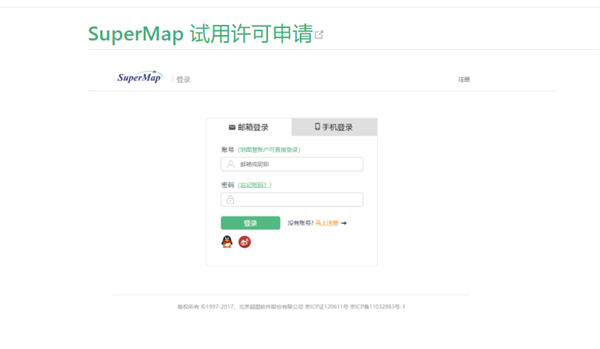 SuperMap 试用许可申请
SuperMap | 登录
注册
邮箱登录
手机登录
账号 (地图慧账户可直接登录)
邮箱或昵称
密码 (忘记密码？)
登录
没有账号? 马上注册 ➞
版权所有 ©1997-2017，北京超图软件股份有限公司 京ICP证120611号 京ICP备11032883号-1